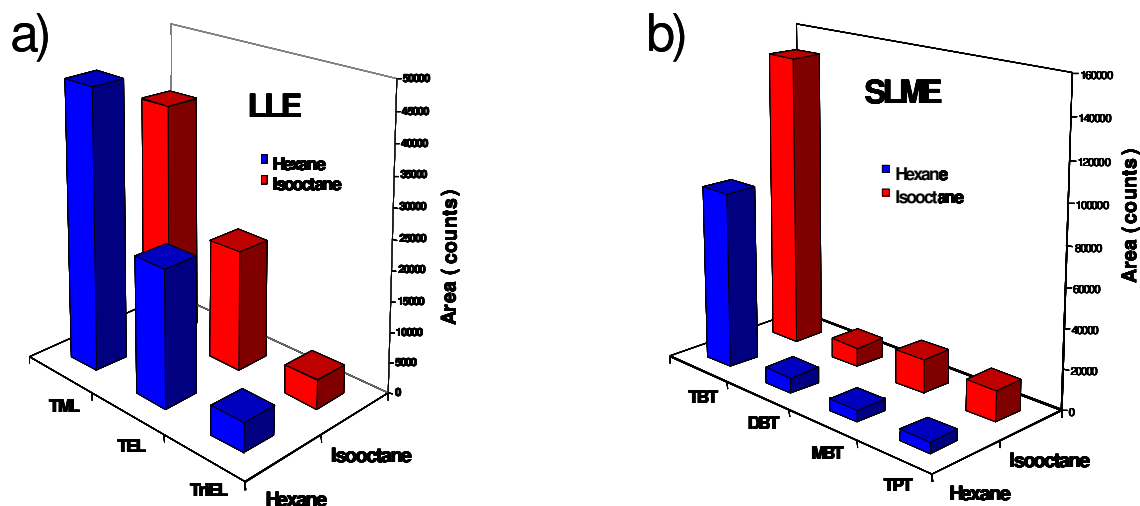 a)
LLE
Hexane
Isooctane
50000
45000
40000
35000
30000
25000
20000
15000
10000
5000
0
Area (counts)
TML
TEL
TriEL
Hexane
Isooctane
b)
SLME
Hexane
Isooctane
160000
140000
120000
100000
80000
60000
40000
20000
0
Area (counts)
TBT
DBT
MBT
TPT
Hexane
Isooctane